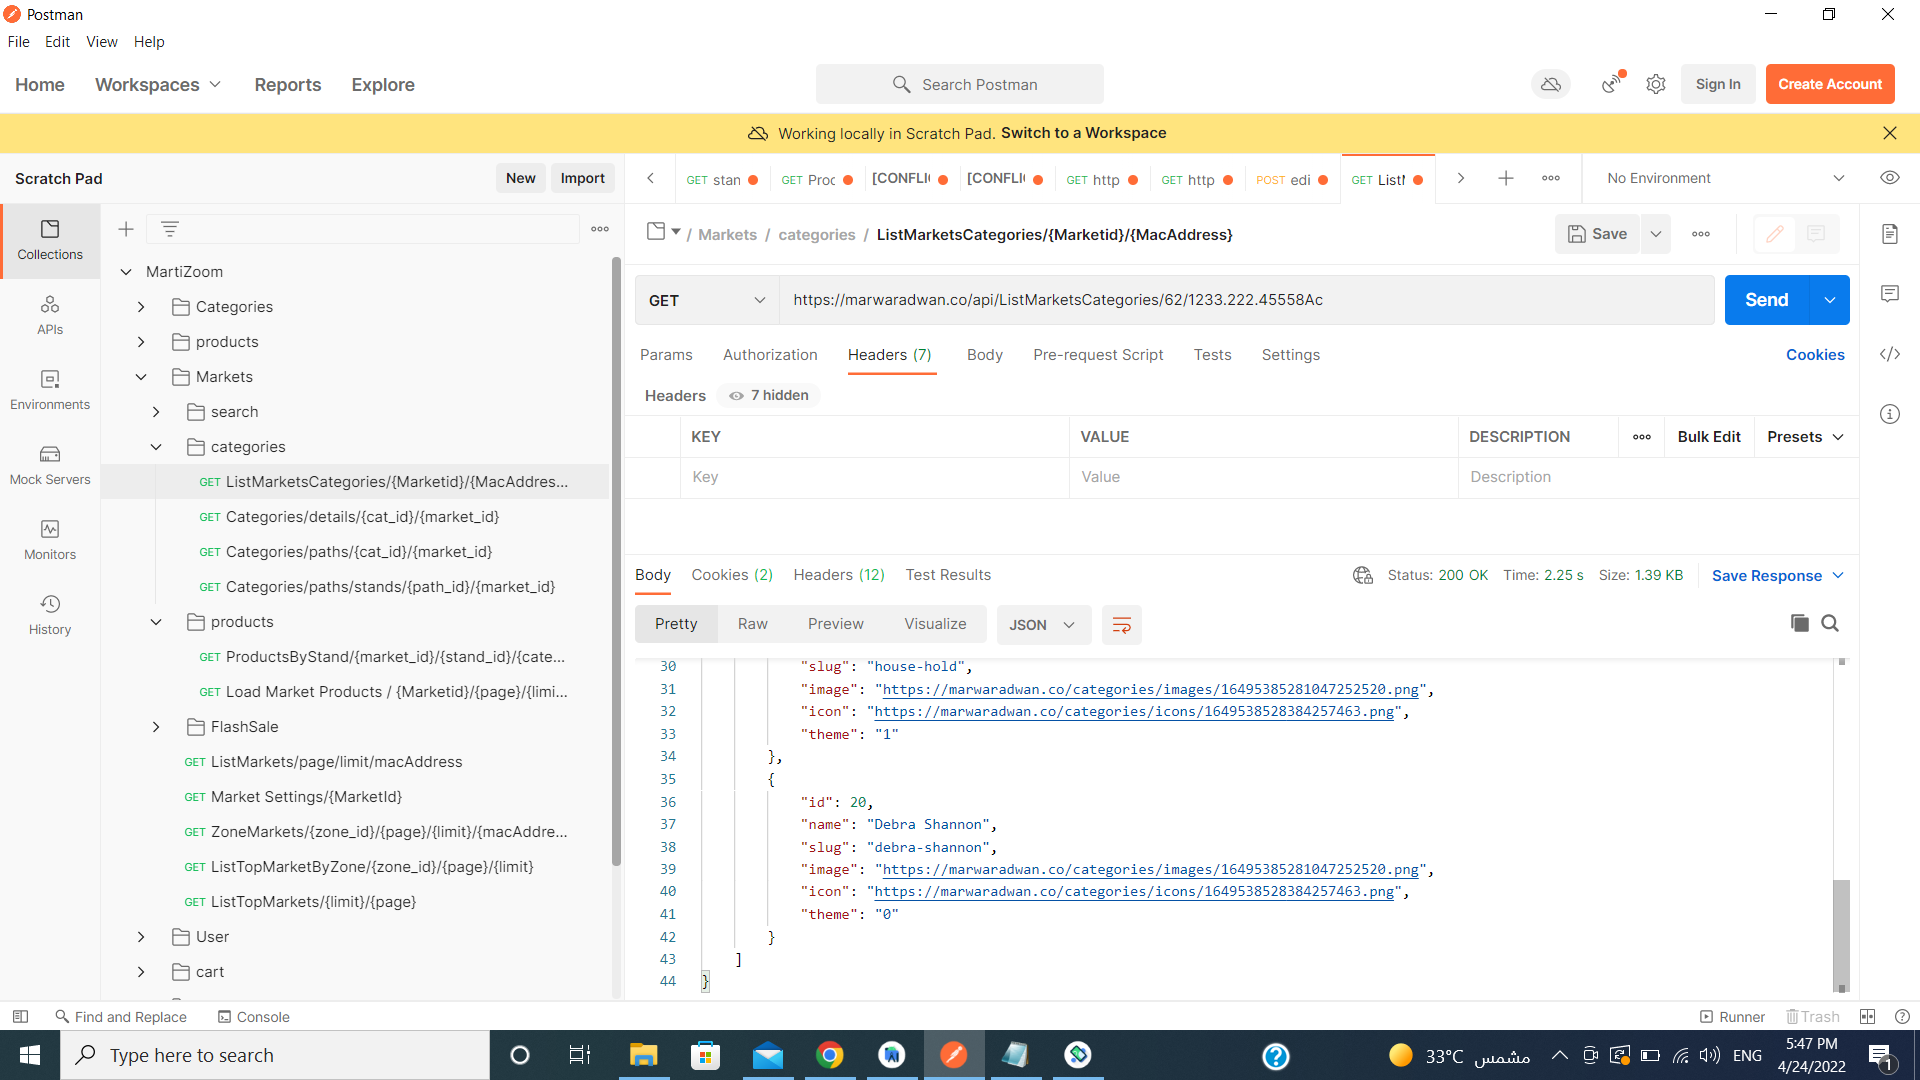 Postman
File Edit View Help
Home Workspaces Reports Explore
Search Postman
Sign In
Create Account
Working locally in Scratch Pad. Switch to a Workspace
Scratch Pad
New
Import
GET stan
GET Proc
[CONFLI
[CONFLI
GET http
GET http
POST edi
GET List
No Environment
Collections
APIs
Environments
Mock Servers
Monitors
History
MartiZoom
Categories
products
Markets
search
categories
GET ListMarketsCategories/{Marketid}/{MacAddres...
GET Categories/details/{cat_id}/{market_id}
GET Categories/paths/{cat_id}/{market_id}
GET Categories/paths/stands/{path_id}/{market_id}
products
GET ProductsByStand/{market_id}/{stand_id}/{cate...
GET Load Market Products / {Marketid}/{page}/{limi...
FlashSale
GET ListMarkets/page/limit/macAddress
GET Market Settings/{MarketId}
GET ZoneMarkets/{zone_id}/{page}/{limit}/{macAddre...
GET ListTopMarketByZone/{zone_id}/{page}/{limit}
GET ListTopMarkets/{limit}/{page}
User
cart
/ Markets / categories / ListMarketsCategories/{Marketid}/{MacAddress}
Save
GET
https://marwaradwan.co/api/ListMarketsCategories/62/1233.222.45558Ac
Send
Params Authorization Headers (7) Body Pre-request Script Tests Settings
Cookies
Headers 7 hidden
KEY VALUE DESCRIPTION
Bulk Edit Presets
Key Value Description
Body Cookies (2) Headers (12) Test Results
Status: 200 OK Time: 2.25 s Size: 1.39 KB Save Response
Pretty Raw Preview Visualize JSON
30 "slug": "house-hold",
31 "image": "https://marwaradwan.co/categories/images/16495385281047252520.png",
32 "icon": "https://marwaradwan.co/categories/icons/1649538528384257463.png",
33 "theme": "1"
34 },
35 {
36 "id": 20,
37 "name": "Debra Shannon",
38 "slug": "debra-shannon",
39 "image": "https://marwaradwan.co/categories/images/16495385281047252520.png",
40 "icon": "https://marwaradwan.co/categories/icons/1649538528384257463.png",
41 "theme": "0"
42 }
43 ]
44 }
Find and Replace
Console
Runner
Trash
Type here to search
33°C مشمس
ENG
5:47 PM
4/24/2022
1